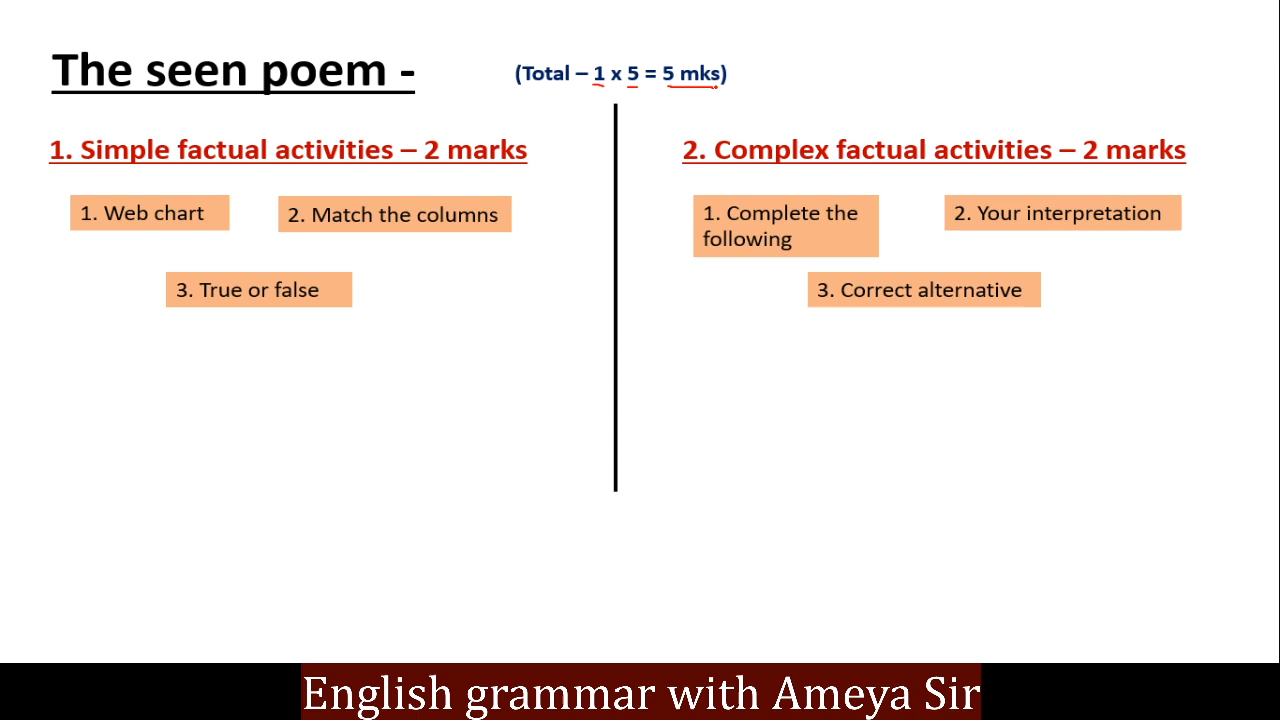 The seen poem -
(Total – 1 x 5 = 5 mks)
1. Simple factual activities – 2 marks
1. Web chart
2. Match the columns
3. True or false
2. Complex factual activities – 2 marks
1. Complete the
following
2. Your interpretation
3. Correct alternative
English grammar with Ameya Sir